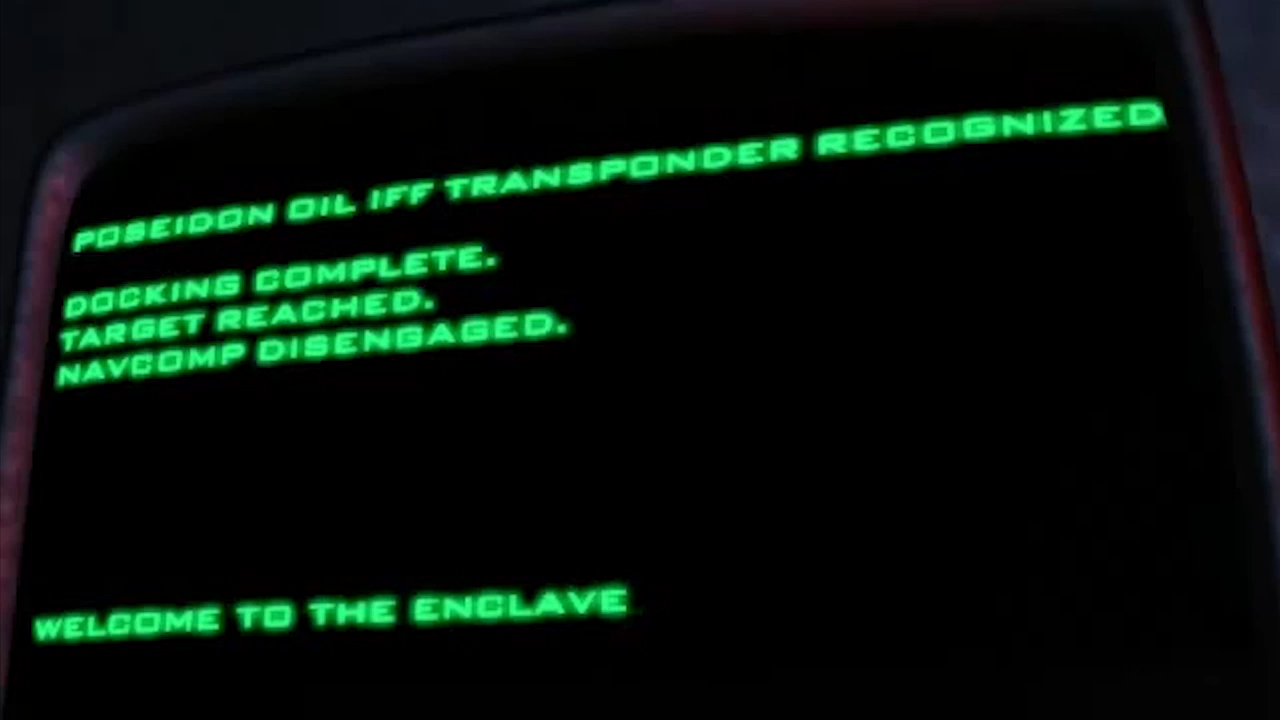 POSEIDON OIL IFF TRANSPONDER RECOGNIZED
DOCKING COMPLETE.
TARGET REACHED.
NAVCOMP DISENGAGED.
WELCOME TO THE ENCLAVE